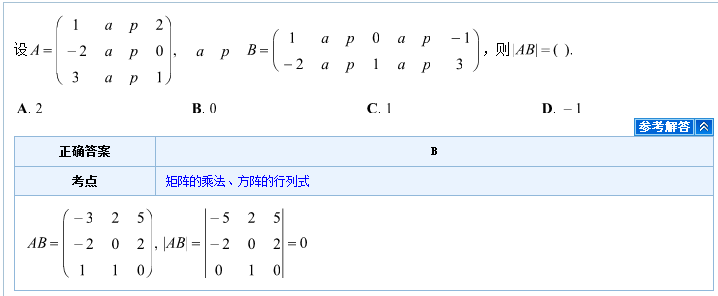 设 A = ( 1 a p 2
-2 a p 0
3 a p 1 ), a p B = ( 1 a p 0 a p -1
-2 a p 1 a p 3 ), 则 |AB| = ( ).
A. 2 B. 0 C. 1 D. -1
参考解答
正确答案 B
考点 矩阵的乘法、方阵的行列式
AB = ( -3 2 5
-2 0 2
1 1 0 ), |AB| = | -5 2 5
-2 0 2
0 1 0 | = 0